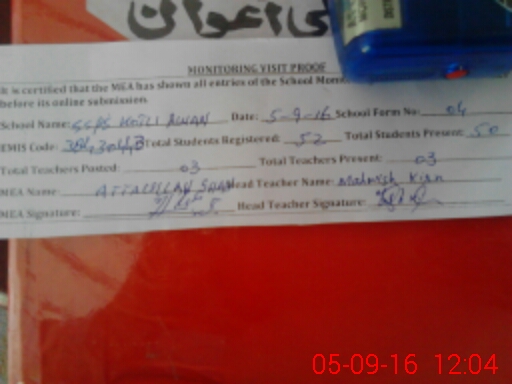 ی اعوان
MONITORING VISIT PROOF
It is certified that the MEA has shown all entries of the School
before its online submission
School Name: GGPS KOTLI AWAN Date: 5-9-16 School Form No: 04
EMIS Code: Total Students Registered: 52 Total Students Present: 50
Total Teachers Posted: 03 Total Teachers Present: 03
MEA Name: ATTAULLAH Head Teacher Name: Mahwish Kiran
MEA Signature: Head Teacher Signature:
05-09-16 12:04